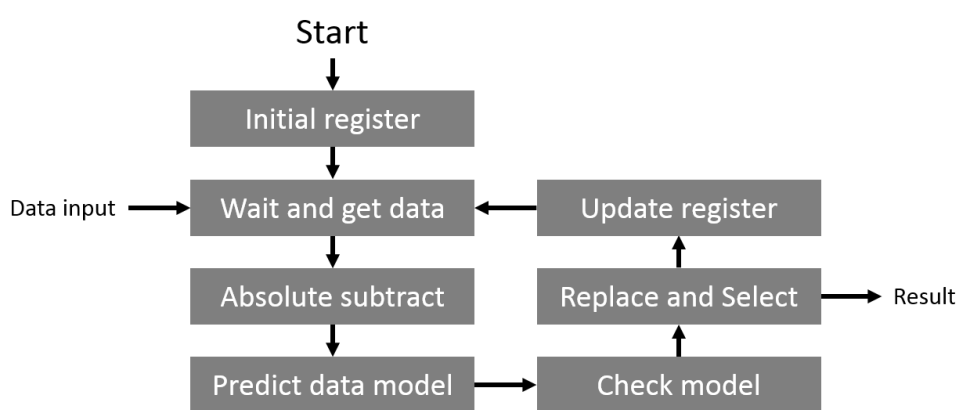 Start
Initial register
Data input
Wait and get data
Update register
Absolute subtract
Replace and Select
Result
Predict data model
Check model